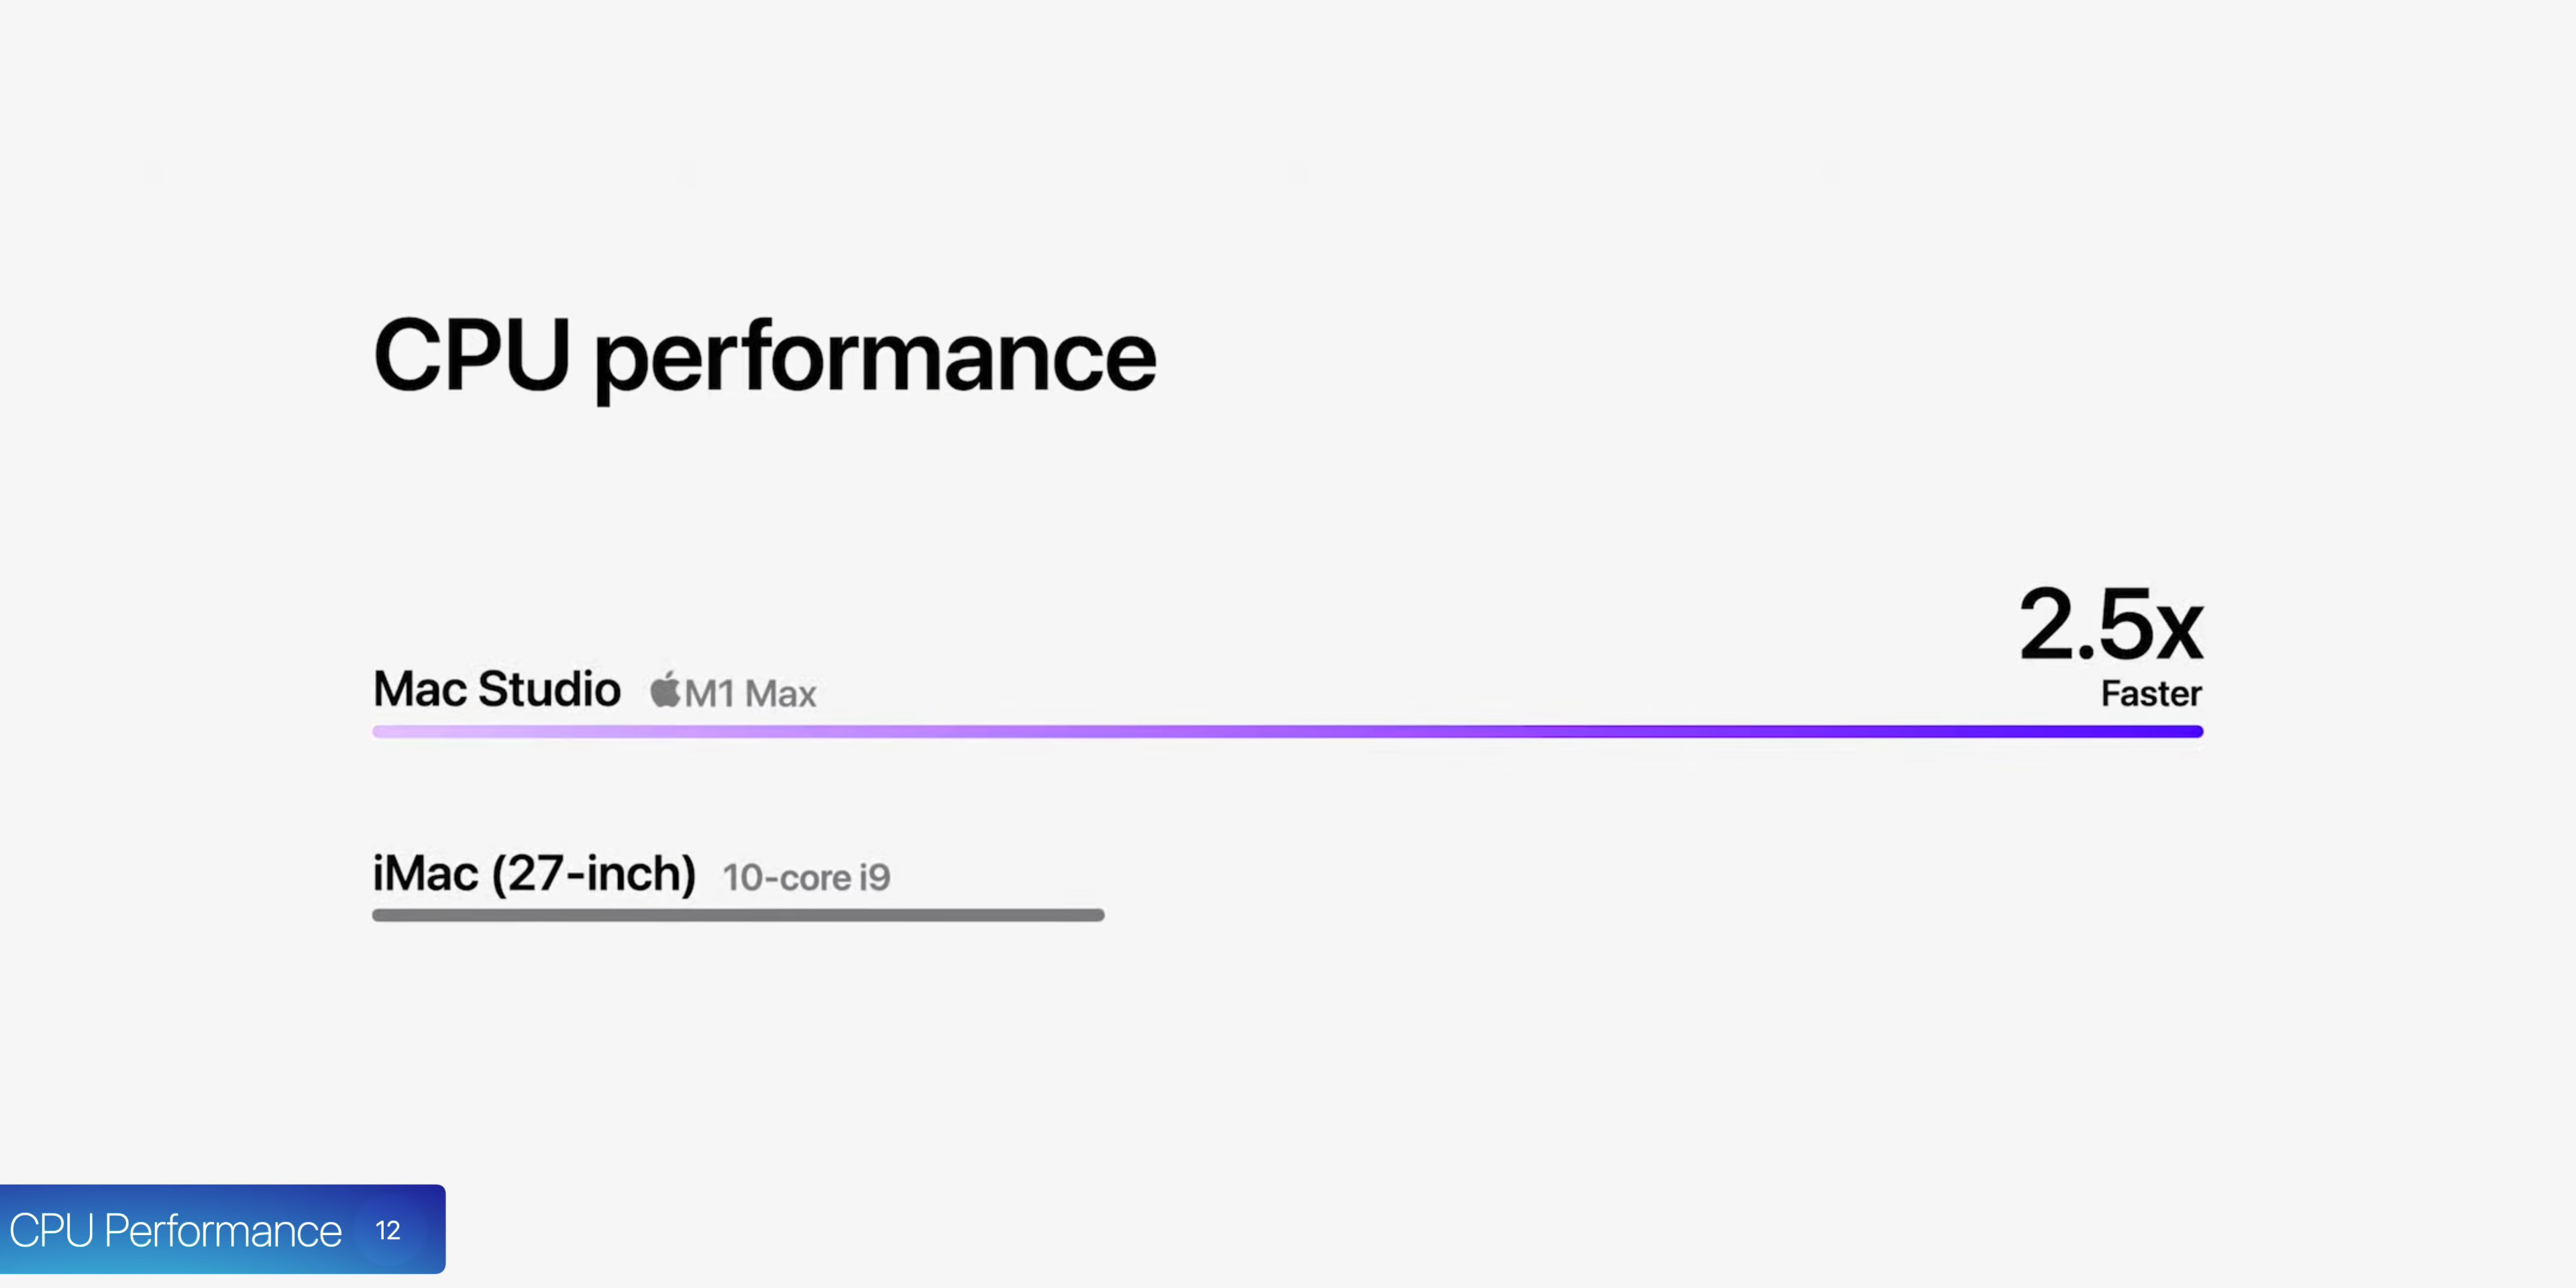 CPU performance
2.5x
Faster
Mac Studio M1 Max
iMac (27-inch) 10-core i9
CPU Performance 12